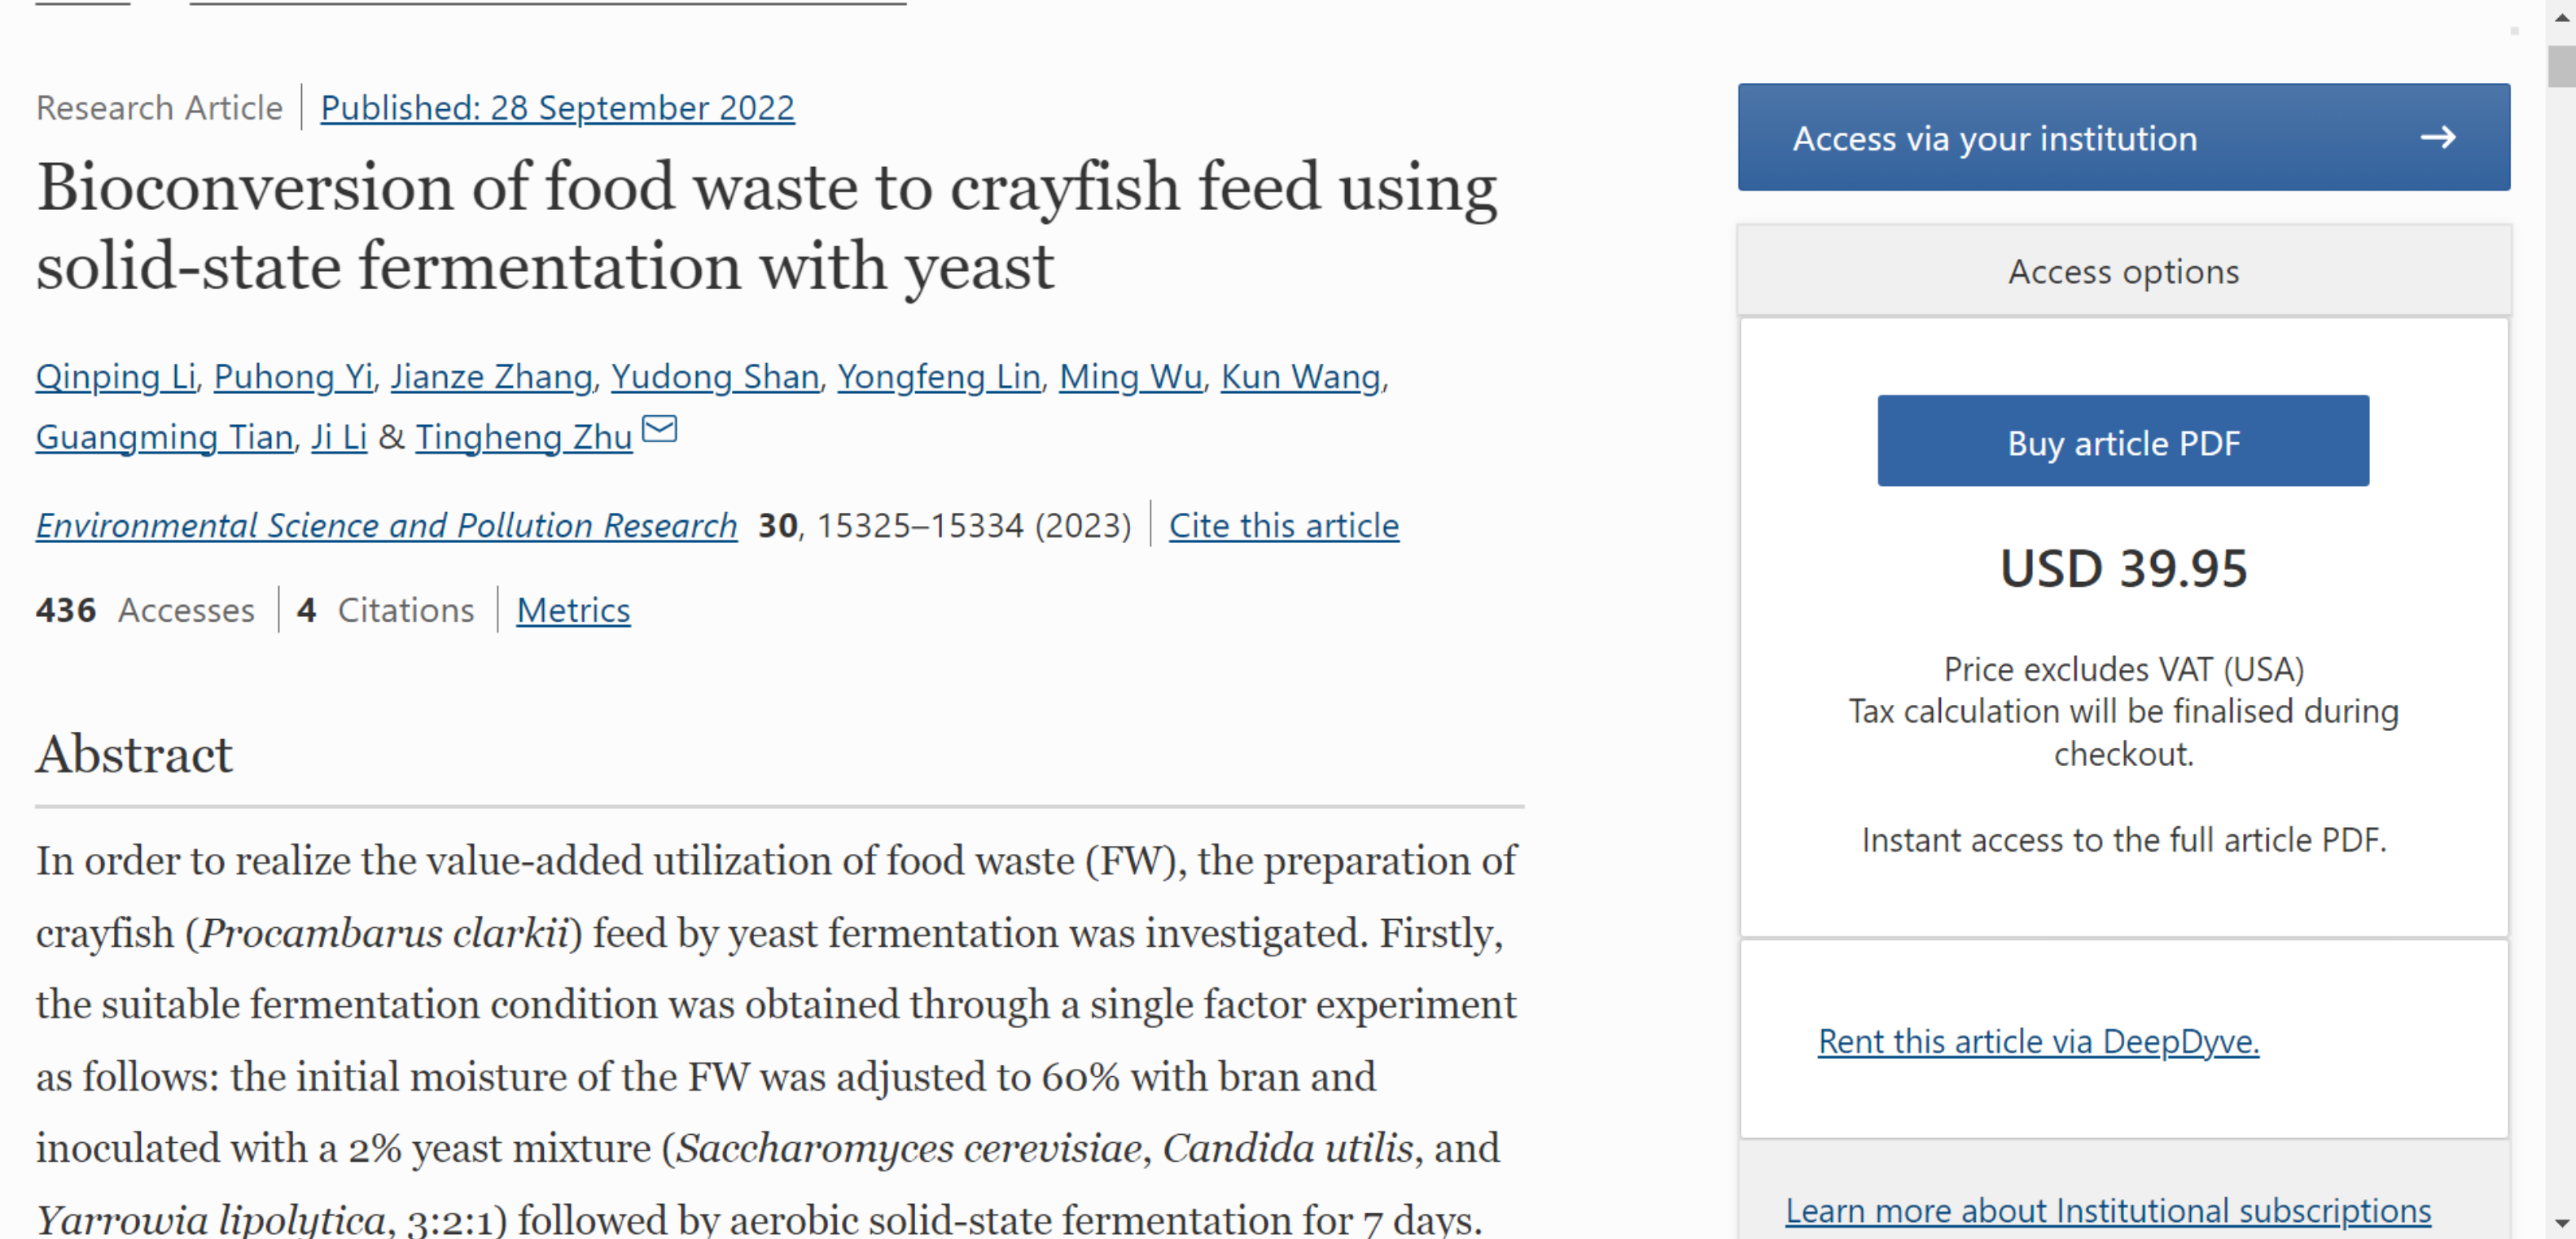 Research Article Published: 28 September 2022
Bioconversion of food waste to crayfish feed using
solid-state fermentation with yeast
Qinping Li, Puhong Yi, Jianze Zhang, Yudong Shan, Yongfeng Lin, Ming Wu, Kun Wang,
Guangming Tian, Ji Li & Tingheng Zhu
Environmental Science and Pollution Research 30, 15325–15334 (2023) Cite this article
436 Accesses 4 Citations Metrics
Abstract
In order to realize the value-added utilization of food waste (FW), the preparation of
crayfish (Procambarus clarkii) feed by yeast fermentation was investigated. Firstly,
the suitable fermentation condition was obtained through a single factor experiment
as follows: the initial moisture of the FW was adjusted to 60% with bran and
inoculated with a 2% yeast mixture (Saccharomyces cerevisiae, Candida utilis, and
Yarrowia lipolytica, 3:2:1) followed by aerobic solid-state fermentation for 7 days.
Access via your institution →
Access options
Buy article PDF
USD 39.95
Price excludes VAT (USA)
Tax calculation will be finalised during
checkout.
Instant access to the full article PDF.
Rent this article via DeepDyve.
Learn more about Institutional subscriptions